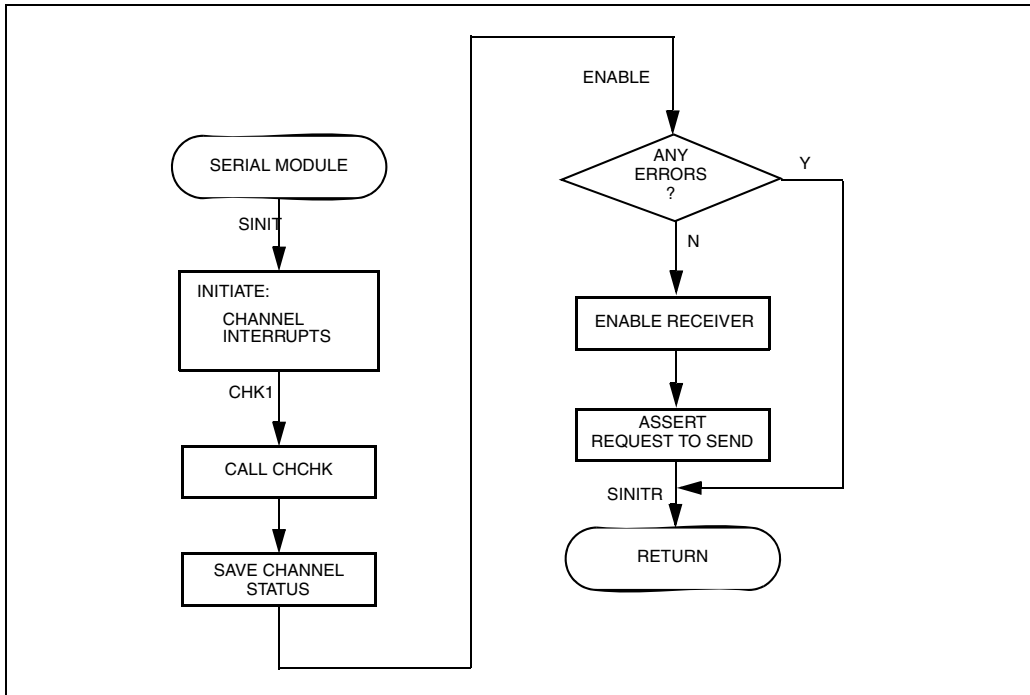 SERIAL MODULE
SINIT
INITIATE:
CHANNEL
INTERRUPTS
CHK1
CALL CHCHK
SAVE CHANNEL
STATUS
ENABLE
ANY
ERRORS
?
Y
N
ENABLE RECEIVER
ASSERT
REQUEST TO SEND
SINITR
RETURN